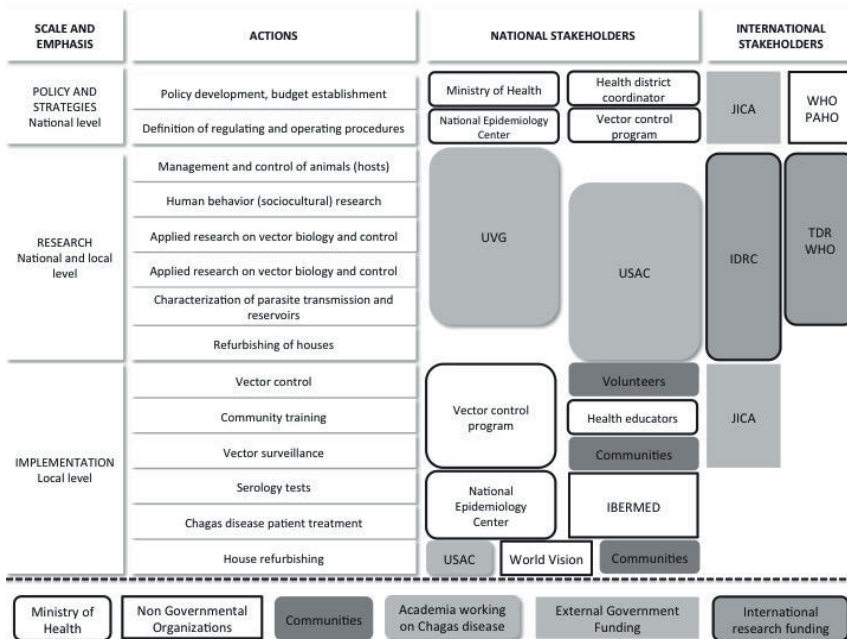 SCALE AND
EMPHASIS
ACTIONS
NATIONAL STAKEHOLDERS
INTERNATIONAL
STAKEHOLDERS
POLICY AND
STRATEGIES
National level
Policy development, budget establishment
Definition of regulating and operating procedures
Ministry of Health
Health district
coordinator
National Epidemiology
Center
Vector control
program
JICA
WHO
PAHO
RESEARCH
National and local
level
Management and control of animals (hosts)
Human behavior (sociocultural) research
Applied research on vector biology and control
Applied research on vector biology and control
Characterization of parasite transmission and
reservoirs
Refurbishing of houses
UVG
USAC
IDRC
TDR
WHO
IMPLEMENTATION
Local level
Vector control
Community training
Vector surveillance
Serology tests
Chagas disease patient treatment
House refurbishing
Vector control
program
Volunteers
Health educators
Communities
JICA
National
Epidemiology
Center
IBERMED
USAC
World Vision
Communities
Ministry of
Health
Non Governmental
Organizations
Communities
Academia working
on Chagas disease
External Government
Funding
International
research funding